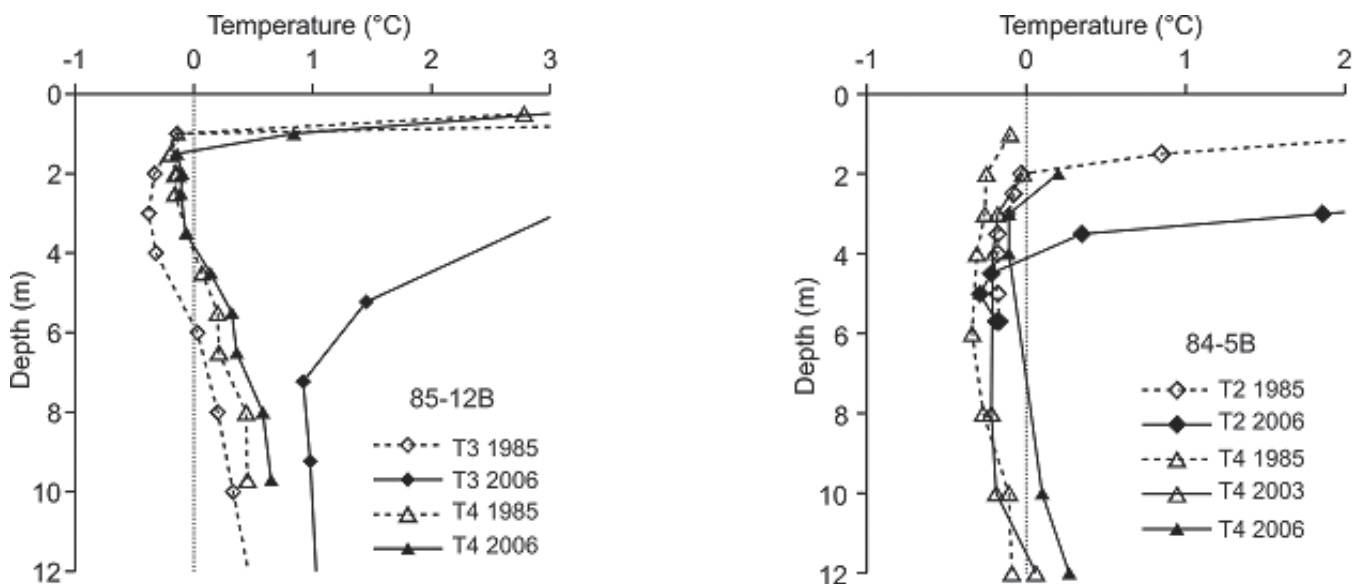 Temperature (°C)
-1 0 1 2 3
0
2
4
6
8
10
12
Depth (m)
85-12B
T3 1985
T3 2006
T4 1985
T4 2006
Temperature (°C)
-1 0 1 2
0
2
4
6
8
10
12
Depth (m)
84-5B
T2 1985
T2 2006
T4 1985
T4 2003
T4 2006